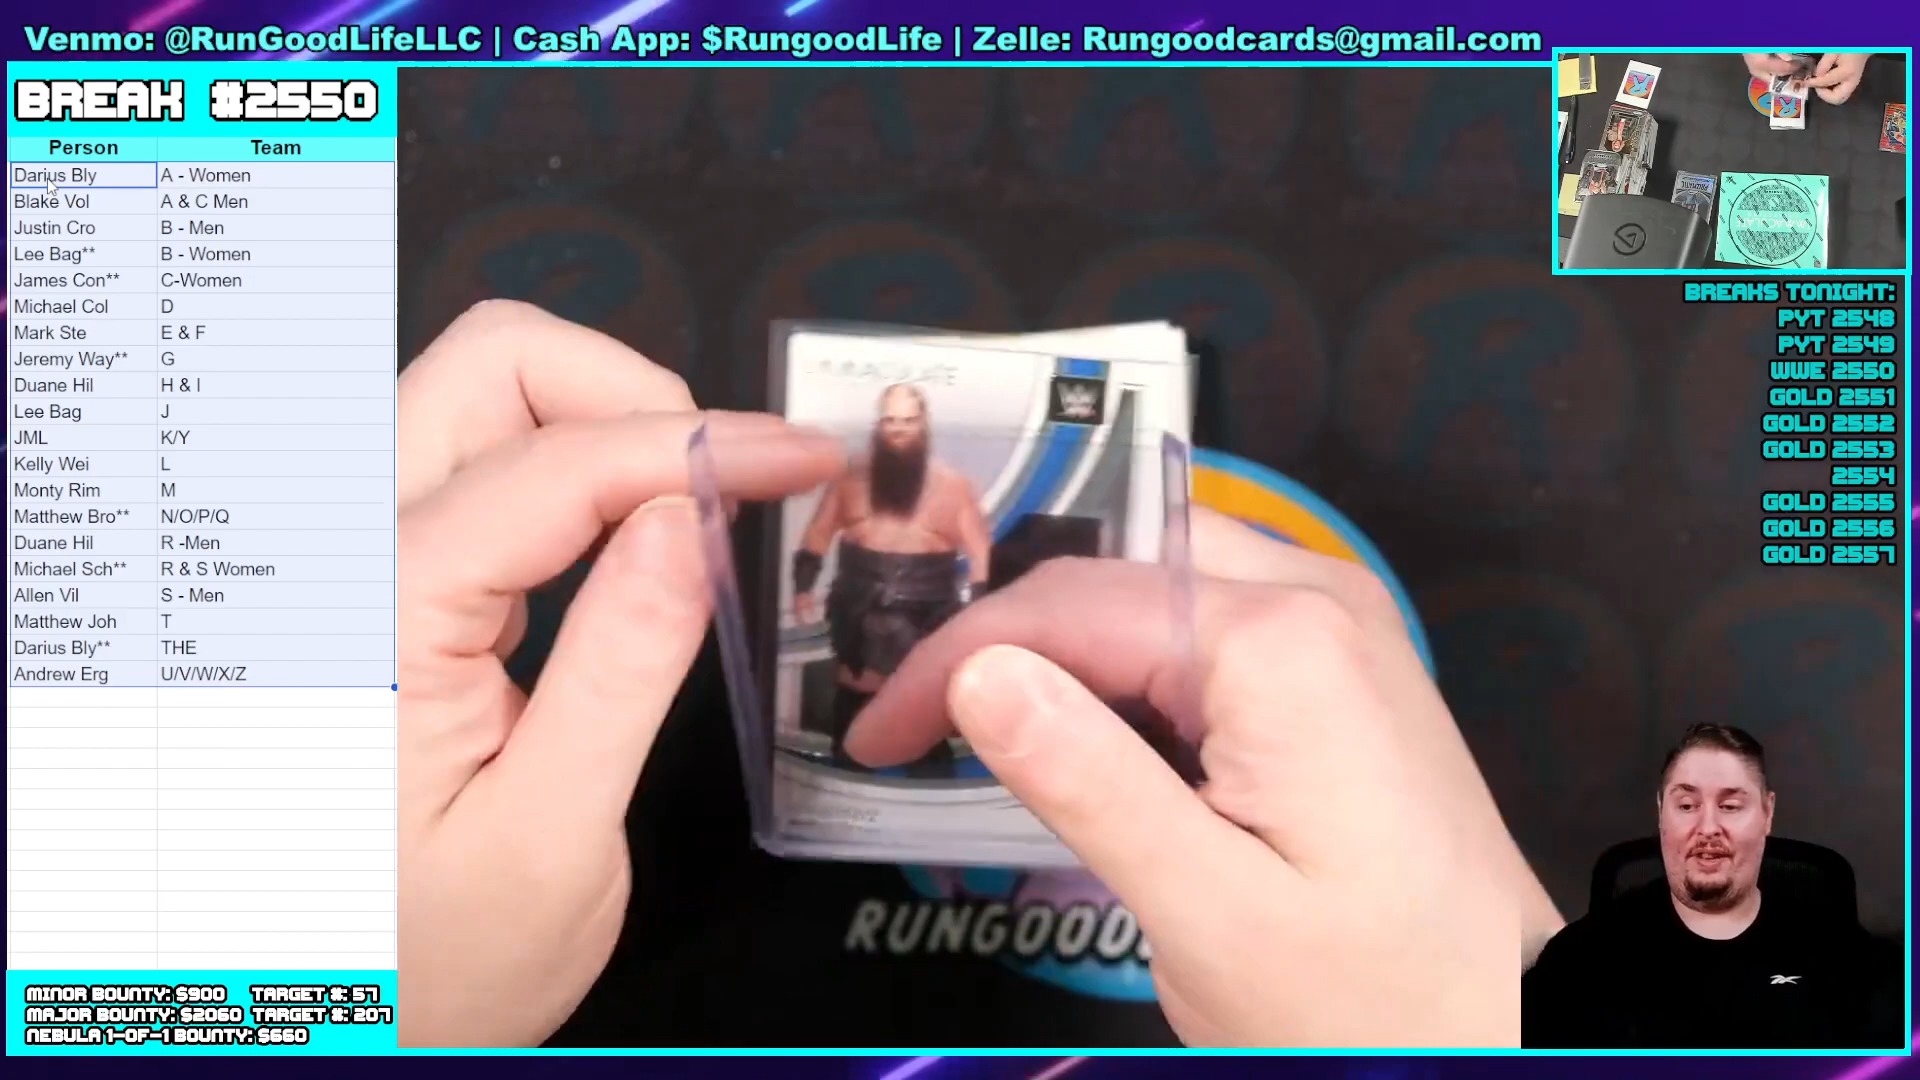 Venmo: @RunGoodLifeLLC | Cash App: $RungoodLife | Zelle: Rungoodcards@gmail.com
BREAK #2550
Person Team
Darius Bly A - Women
Blake Vol A & C Men
Justin Cro B - Men
Lee Bag** B - Women
James Con** C-Women
Michael Col D
Mark Ste E & F
Jeremy Way** G
Duane Hil H & I
Lee Bag J
JML K/Y
Kelly Wei L
Monty Rim M
Matthew Bro** N/O/P/Q
Duane Hil R -Men
Michael Sch** R & S Women
Allen Vil S - Men
Matthew Joh T
Darius Bly** THE
Andrew Erg U/V/W/X/Z
MINOR BOUNTY: $900 TARGET #: 57
MAJOR BOUNTY: $2060 TARGET #: 207
NEBULA 1-OF-1 BOUNTY: $660
IMMACULATE
RUNGOOD
BREAKS TONIGHT:
PYT 2548
PYT 2549
WWE 2550
GOLD 2551
GOLD 2552
GOLD 2553
2554
GOLD 2555
GOLD 2556
GOLD 2557